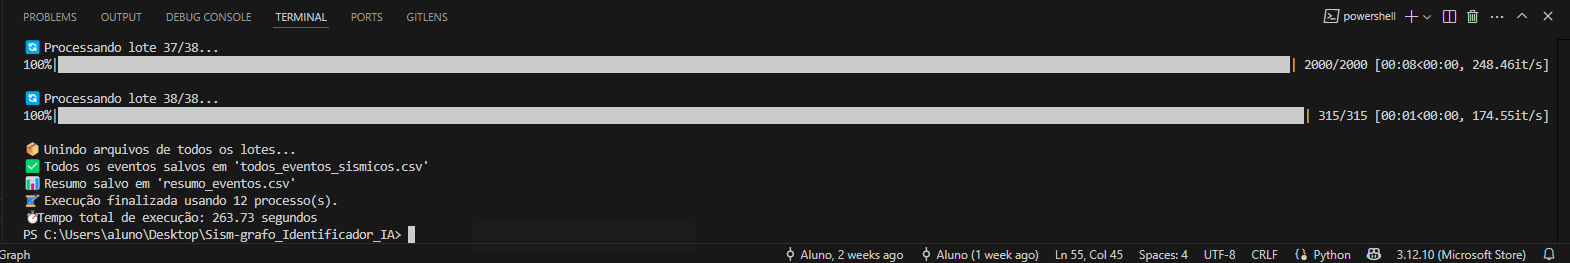 PROBLEMS OUTPUT DEBUG CONSOLE TERMINAL PORTS GITLENS powershell
Processando lote 37/38...
100%| | 2000/2000 [00:08<00:00, 248.46it/s]
Processando lote 38/38...
100%| | 315/315 [00:01<00:00, 174.55it/s]
Unindo arquivos de todos os lotes...
Todos os eventos salvos em 'todos_eventos_sismicos.csv'
Resumo salvo em 'resumo_eventos.csv'
Execução finalizada usando 12 processo(s).
Tempo total de execução: 263.73 segundos
PS C:\Users\aluno\Desktop\Sism-grafo_Identificador_IA>
Graph Aluno, 2 weeks ago Aluno (1 week ago) Ln 55, Col 45 Spaces: 4 UTF-8 CRLF Python 3.12.10 (Microsoft Store)